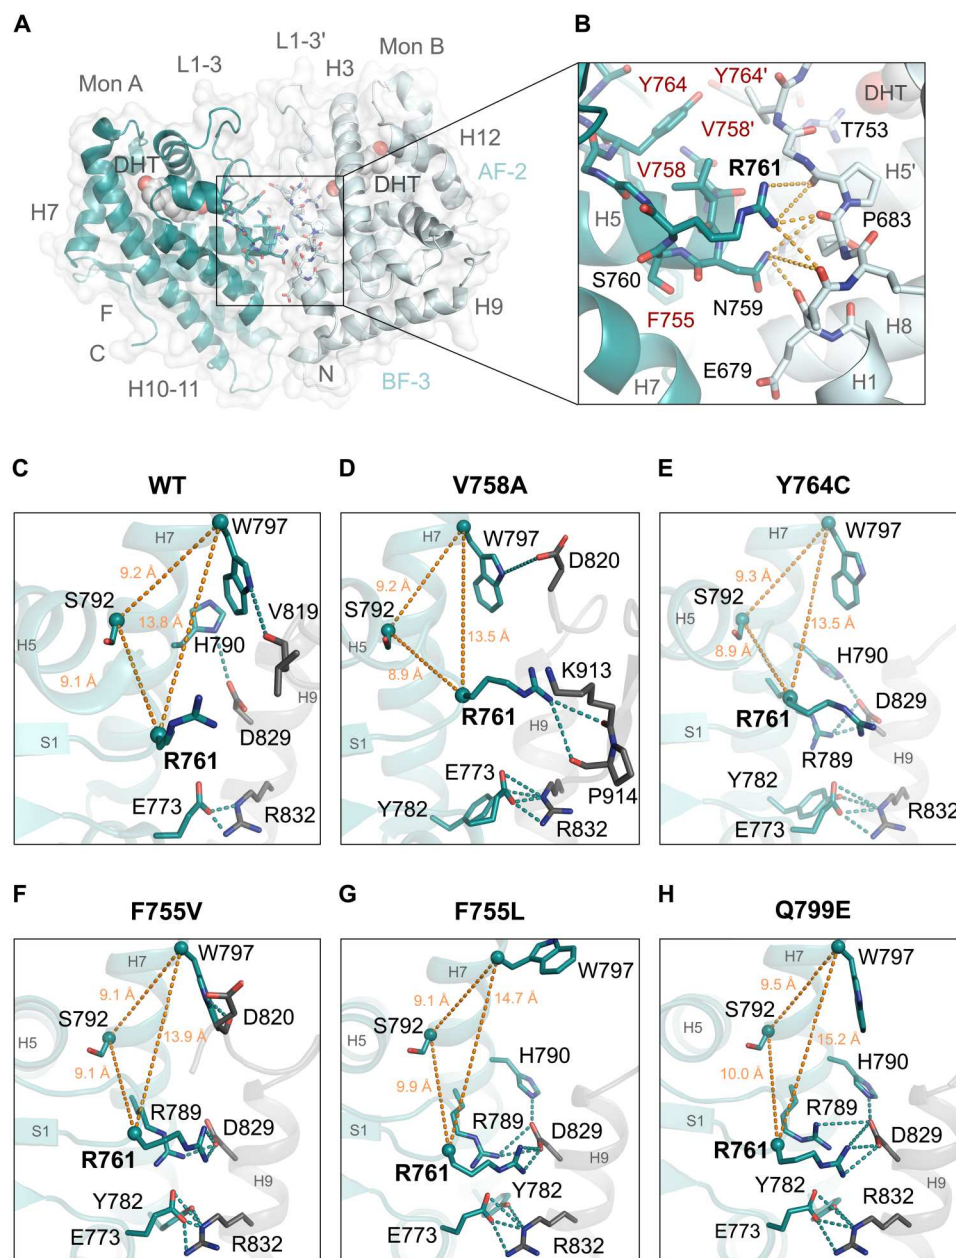 A
L1-3'
Mon B
L1-3
H3
Mon A
H12
DHT
DHT
AF-2
H7
H9
F
C
N
BF-3
H10-11
B
Y764
Y764'
DHT
V758'
T753
V758
R761
H5'
H5
P683
S760
N759
F755
H8
E679
H7
H1
C
WT
W797
H7
9.2 Å
S792
V819
13.8 Å
H790
H5
9.1 Å
H9
D829
S1
R761
E773
R832
D
V758A
W797
H7
D820
9.2 Å
S792
H5
13.5 Å
8.9 Å
K913
R761
H9
S1
E773
P914
Y782
R832
E
Y764C
W797
H7
9.3 Å
S792
H5
13.5 Å
8.9 Å
H790
D829
R761
S1
R789
H9
Y782
E773
R832
F
F755V
W797
H7
9.1 Å
S792
D820
H5
13.9 Å
9.1 Å
R789
S1
D829
R761
H9
Y782
E773
R832
G
F755L
W797
H7
9.1 Å
14.7 Å
S792
H5
H790
9.9 Å
R789
D829
S1
H9
R761
Y782
E773
R832
H
Q799E
W797
H7
9.5 Å
S792
H5
15.2 Å
H790
10.0 Å
R789
D829
S1
R761
H9
Y782
R832
E773